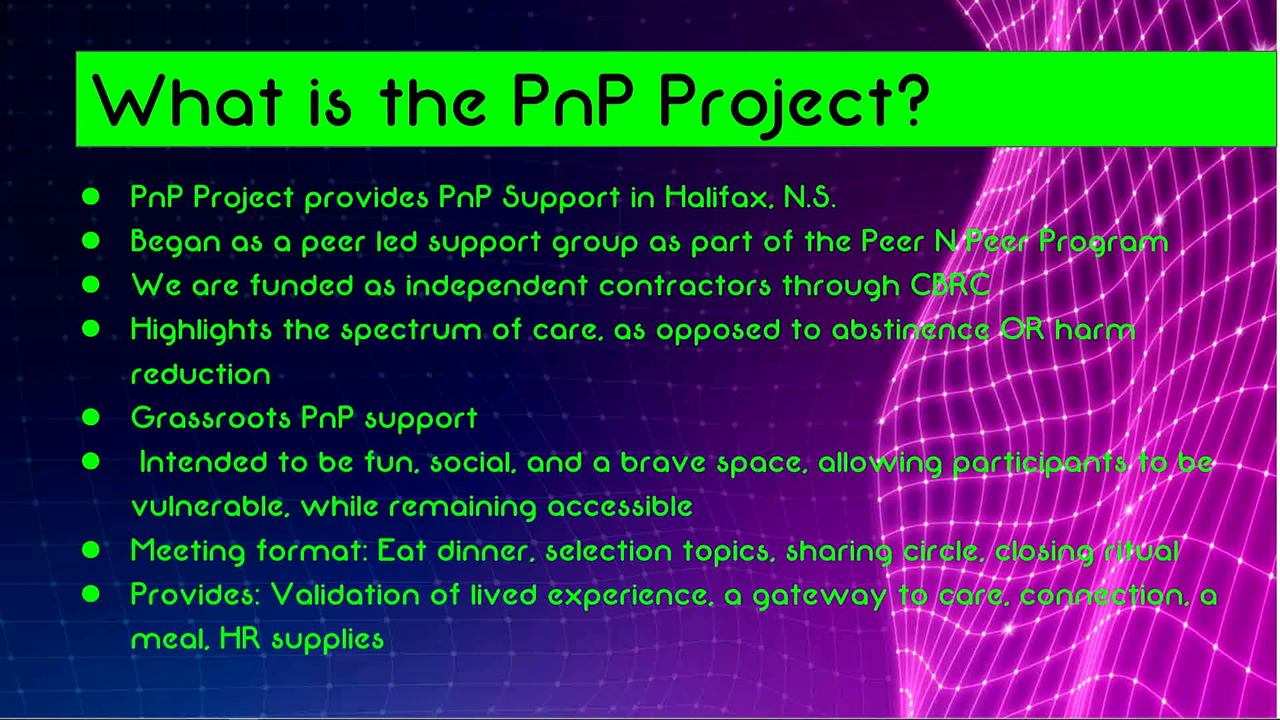 What is the PnP Project?
● PnP Project provides PnP Support in Halifax, N.S.
● Began as a peer led support group as part of the Peer N Peer Program
● We are funded as independent contractors through CBRC
● Highlights the spectrum of care, as opposed to abstinence OR harm
reduction
● Grassroots PnP support
● Intended to be fun, social, and a brave space, allowing participants to be
vulnerable, while remaining accessible
● Meeting format: Eat dinner, selection topics, sharing circle, closing ritual
● Provides: Validation of lived experience, a gateway to care, connection, a
meal, HR supplies